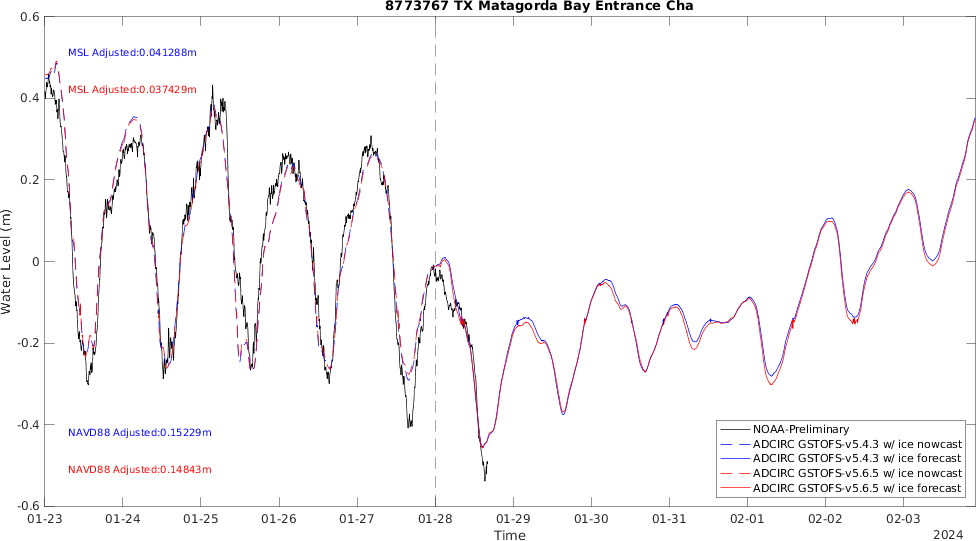 8773767 TX Matagorda Bay Entrance Cha
0.6
0.4
0.2
0
-0.2
-0.4
-0.6
Water Level (m)
MSL Adjusted:0.041288m
MSL Adjusted:0.037429m
NAVD88 Adjusted:0.15229m
NAVD88 Adjusted:0.14843m
NOAA-Preliminary
ADCIRC GSTOFS-v5.4.3 w/ ice nowcast
ADCIRC GSTOFS-v5.4.3 w/ ice forecast
ADCIRC GSTOFS-v5.6.5 w/ ice nowcast
ADCIRC GSTOFS-v5.6.5 w/ ice forecast
01-23 01-24 01-25 01-26 01-27 01-28 01-29 01-30 01-31 02-01 02-02 02-03
Time
2024